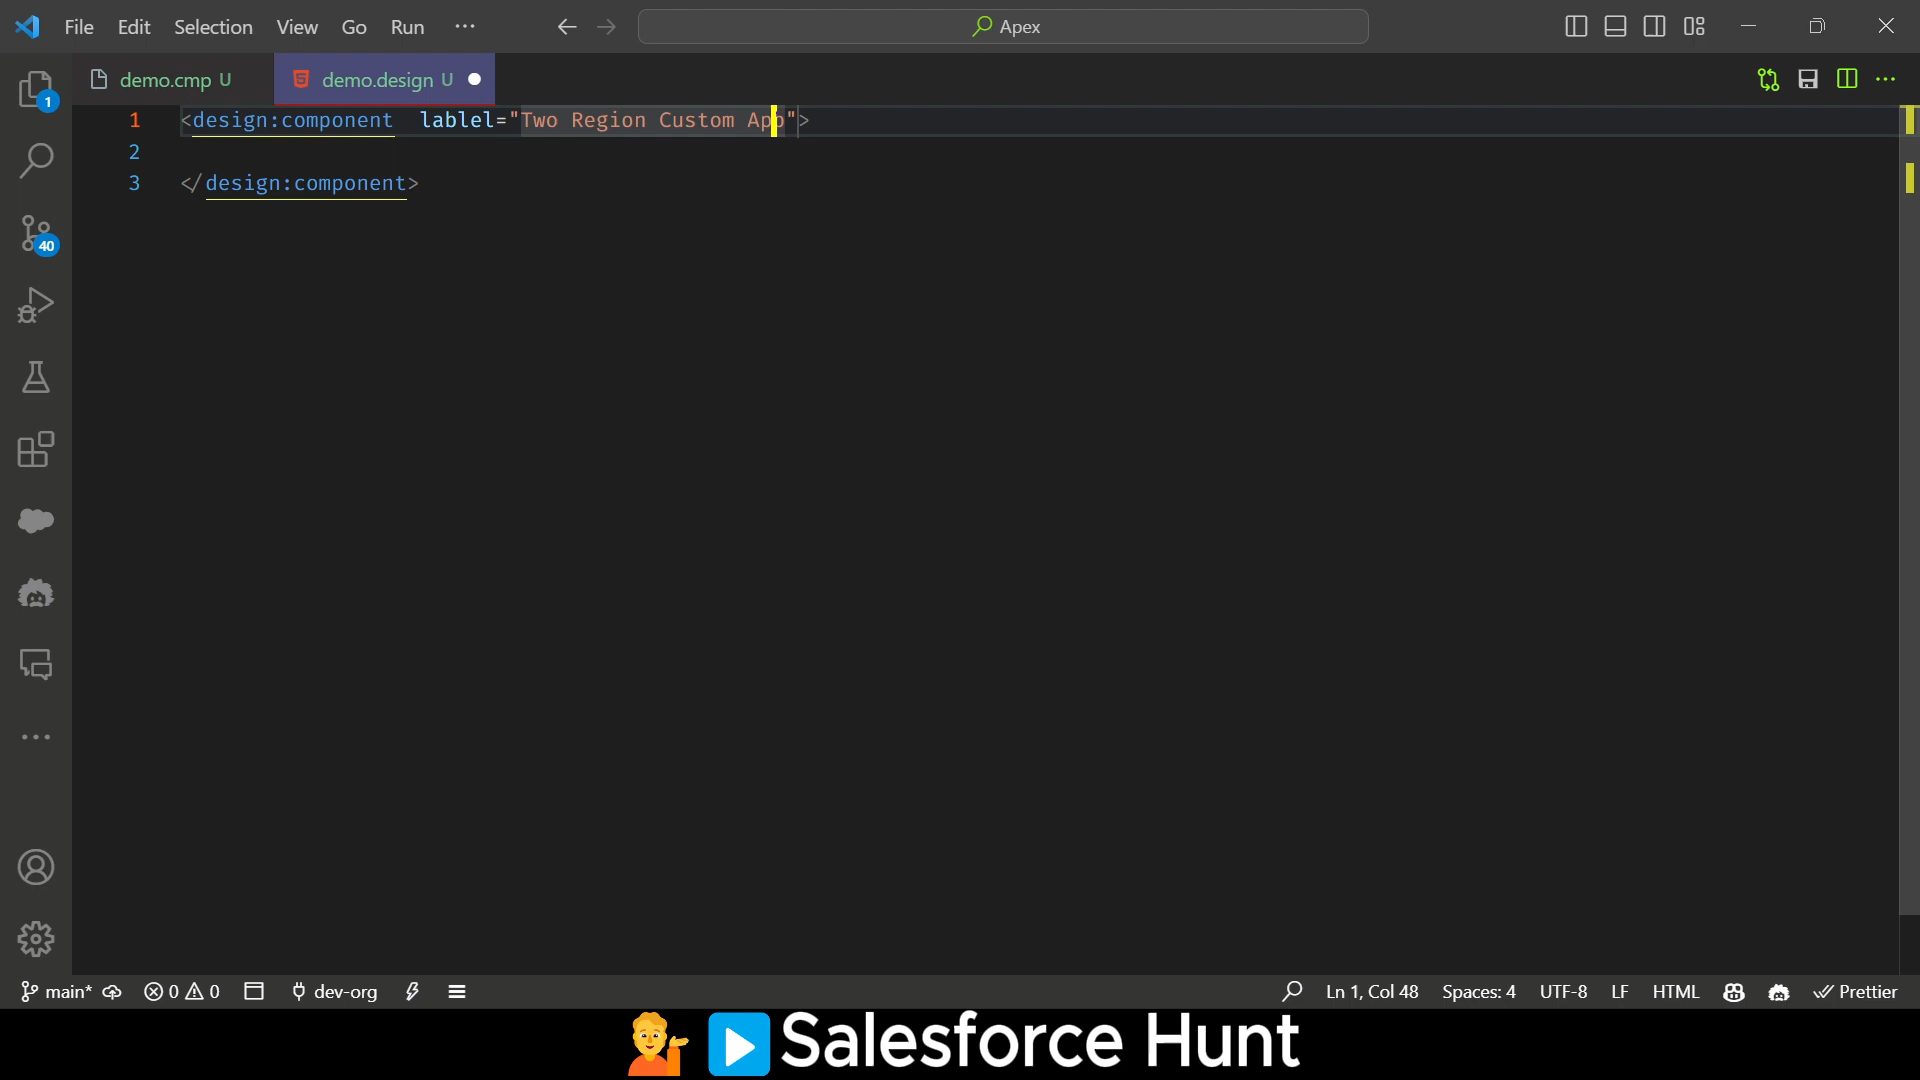 File Edit Selection View Go Run ··· Apex
demo.cmp U demo.design U
1 <design:component  lablel="Two Region Custom App">
2
3 </design:component>
1
40
main* 0 0 dev-org Ln 1, Col 48 Spaces: 4 UTF-8 LF HTML Prettier
Salesforce Hunt